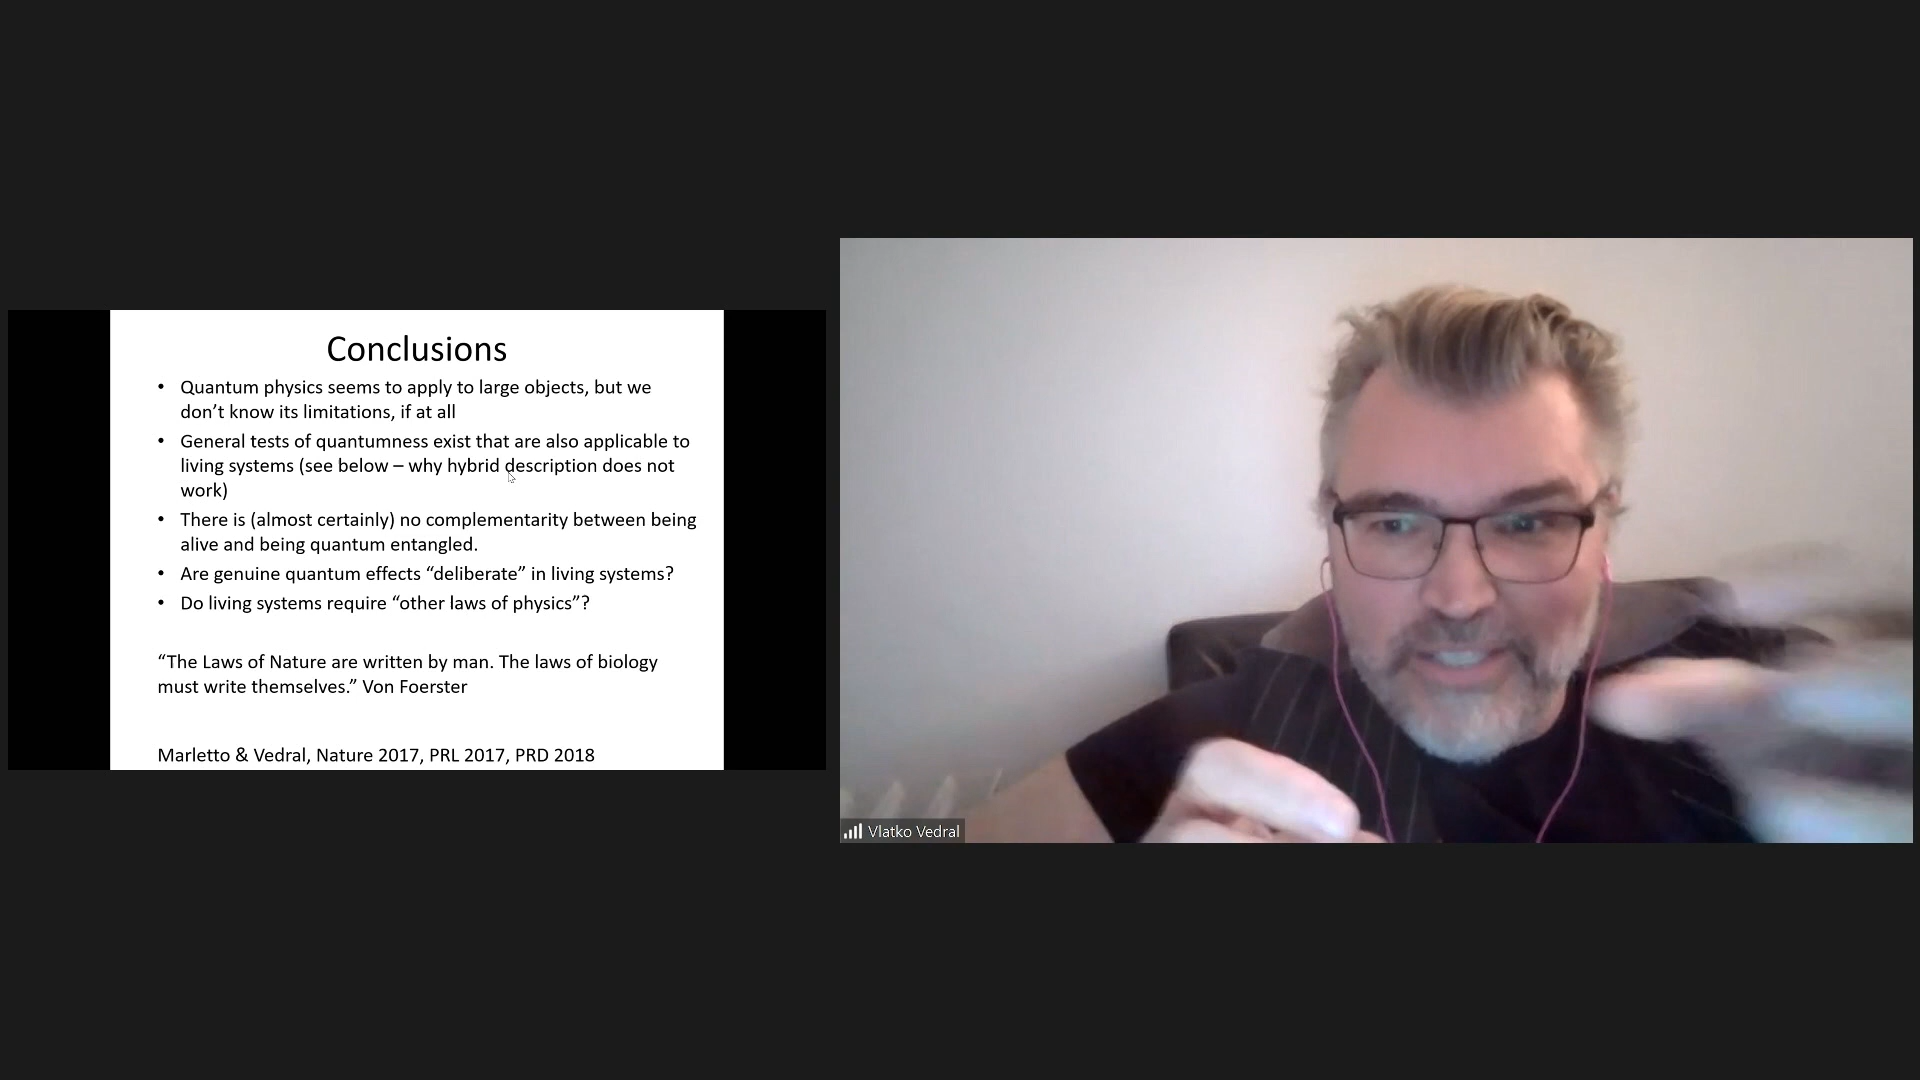 Conclusions
• Quantum physics seems to apply to large objects, but we
don’t know its limitations, if at all
• General tests of quantumness exist that are also applicable to
living systems (see below – why hybrid description does not
work)
• There is (almost certainly) no complementarity between being
alive and being quantum entangled.
• Are genuine quantum effects “deliberate” in living systems?
• Do living systems require “other laws of physics”?
“The Laws of Nature are written by man. The laws of biology
must write themselves.” Von Foerster
Marletto & Vedral, Nature 2017, PRL 2017, PRD 2018
Vlatko Vedral